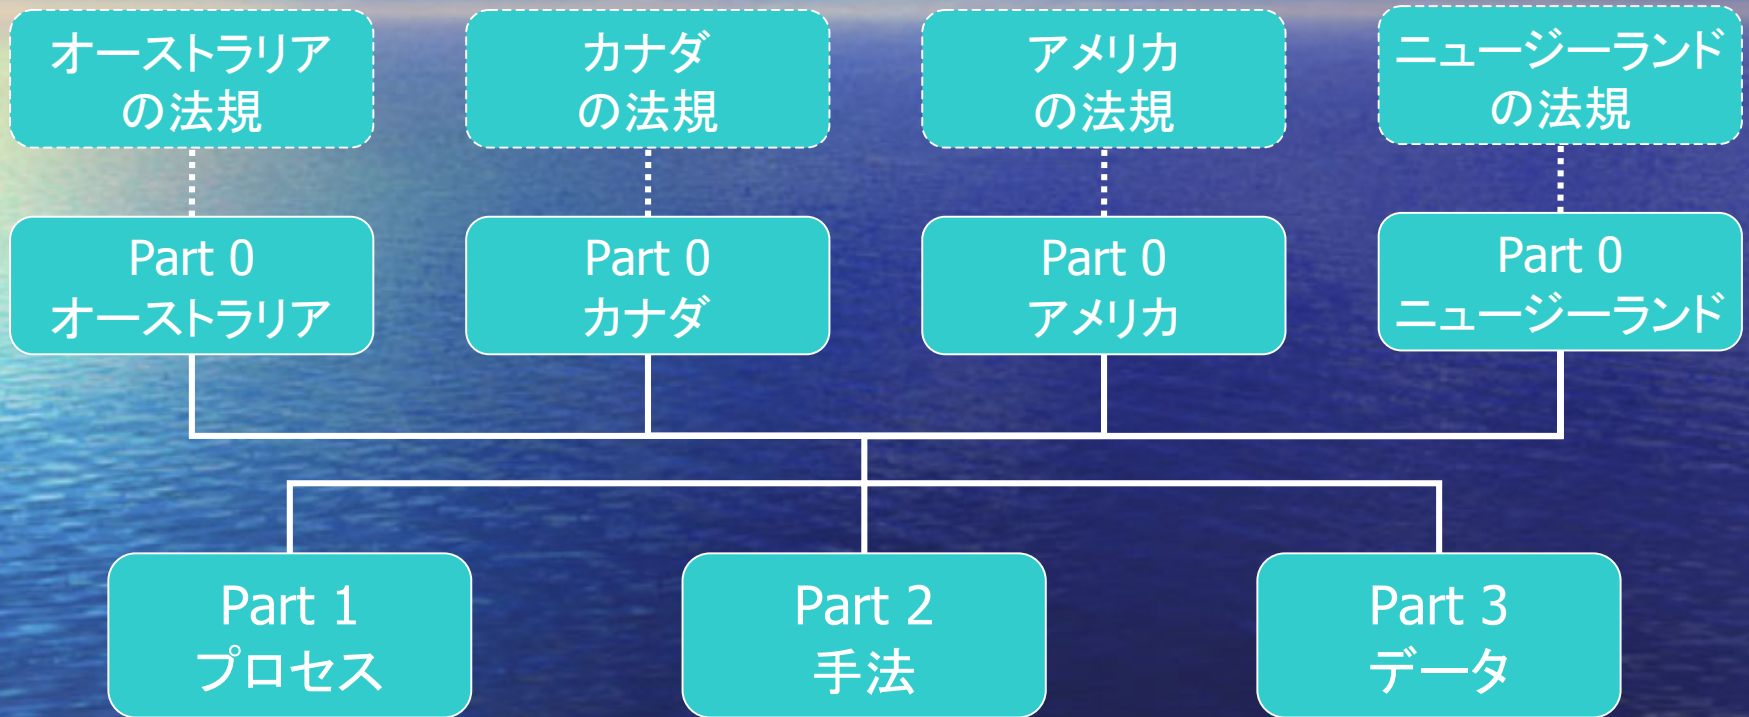 オーストラリア
の法規
カナダ
の法規
アメリカ
の法規
ニュージーランド
の法規
Part 0
オーストラリア
Part 0
カナダ
Part 0
アメリカ
Part 0
ニュージーランド
Part 1
プロセス
Part 2
手法
Part 3
データ